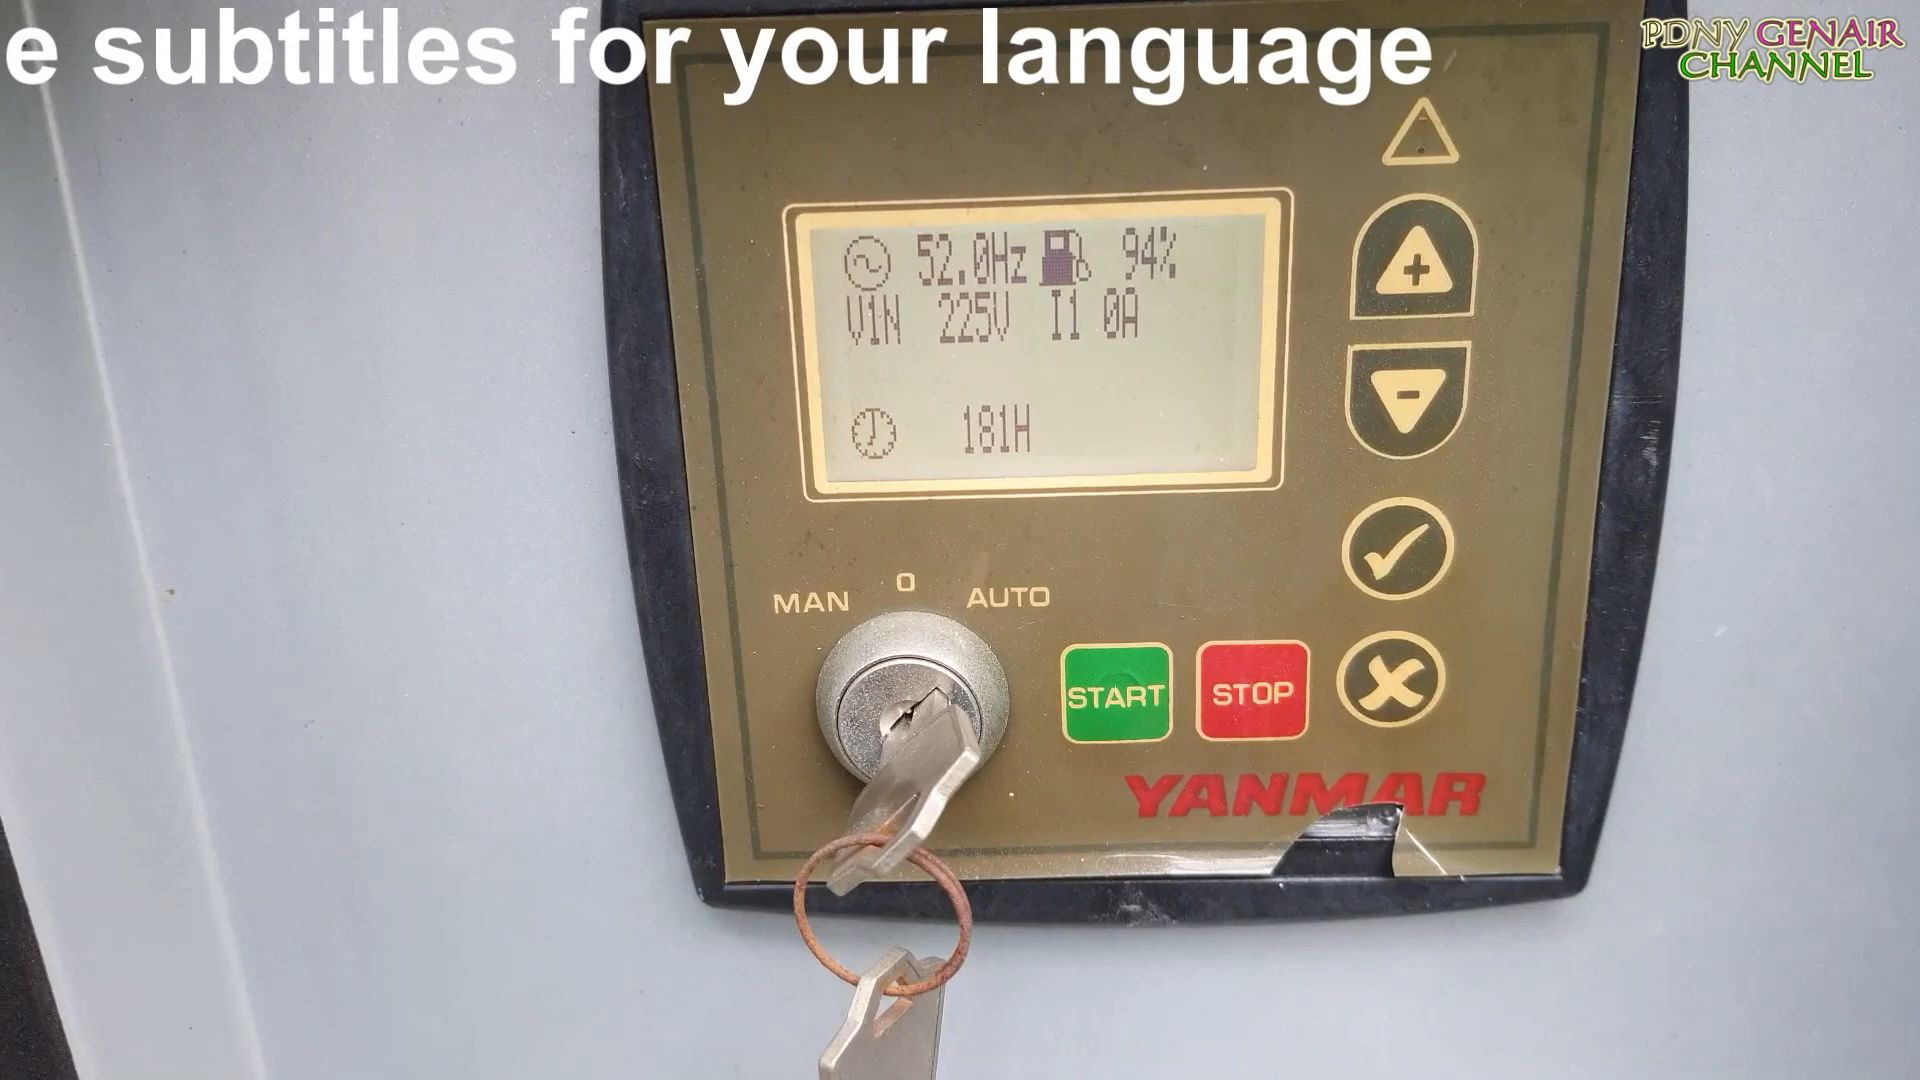 e subtitles for your language
PDNY GENAIR
CHANNEL
52.0Hz 94%
V1N 225V I1 0A
181H
MAN 0 AUTO
START STOP
YANMAR